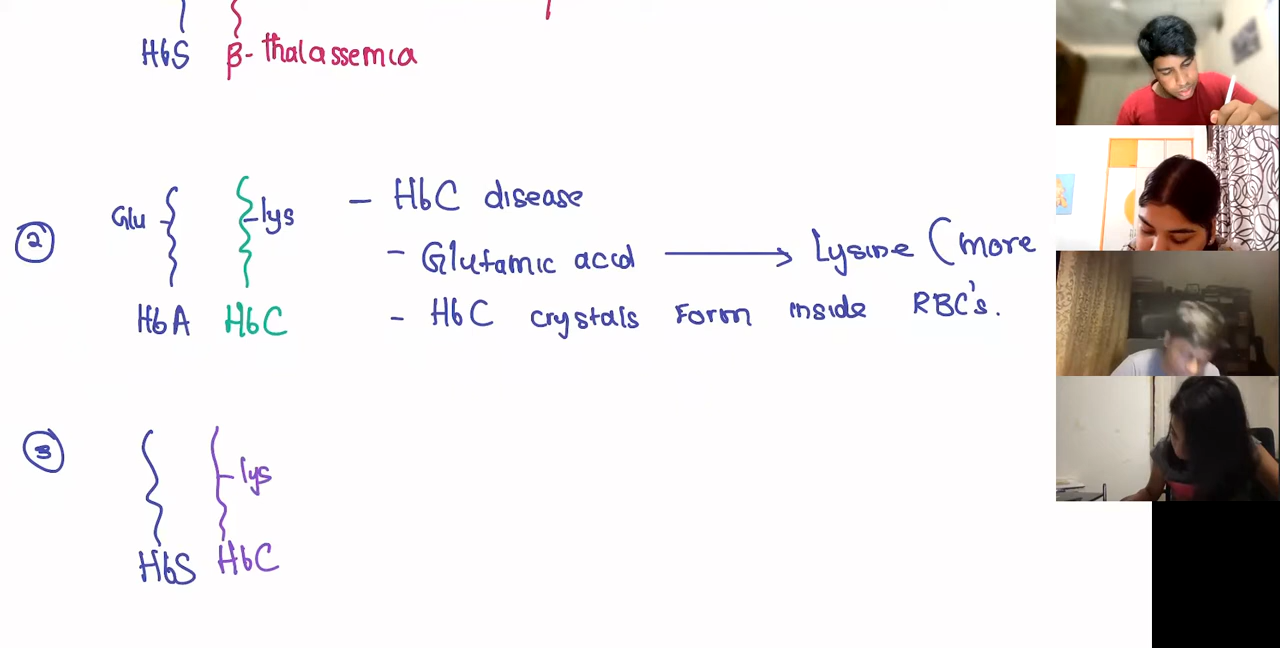 HbS β- thalassemia
② Glu lys - HbC disease
- Glutamic acid → Lysine (more
HbA HbC - HbC crystals form inside RBC's.
③ lys
HbS HbC